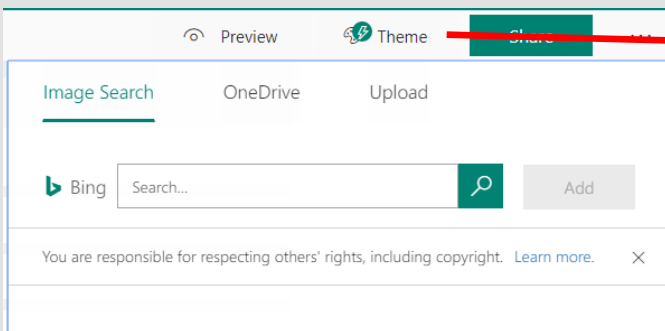 Preview Theme Share ...
Image Search OneDrive Upload
Bing Search... Add
You are responsible for respecting others' rights, including copyright. Learn more.